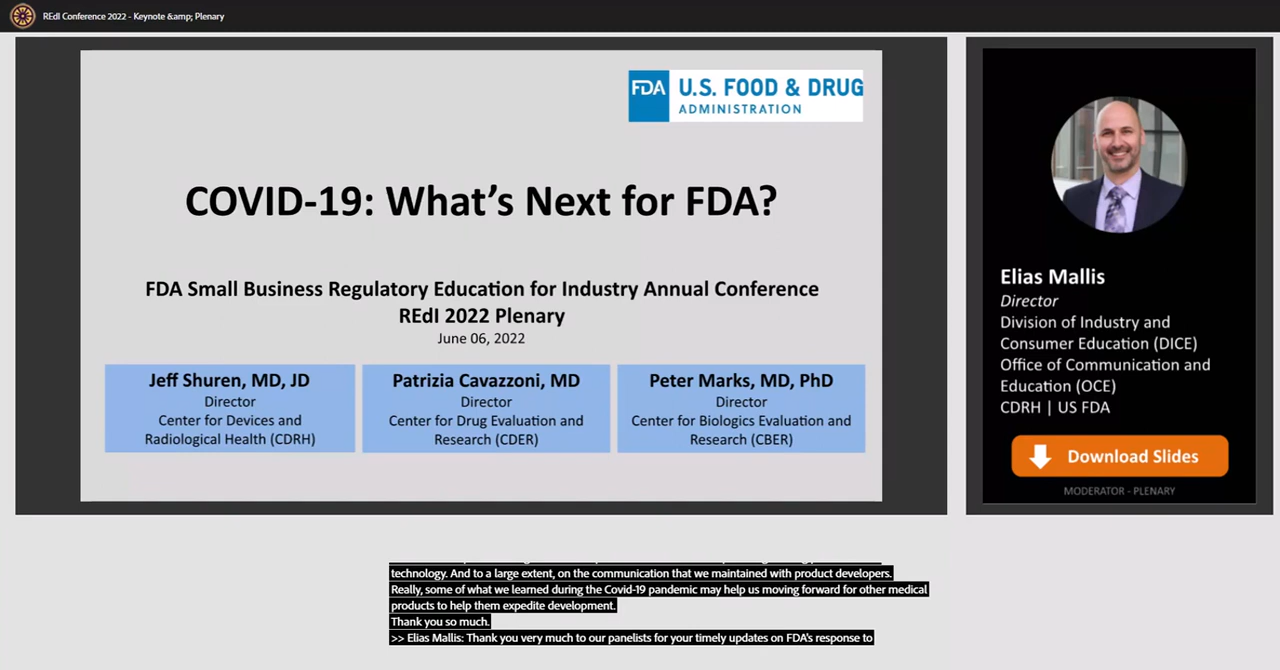 REdI Conference 2022 - Keynote &amp; Plenary
FDA U.S. FOOD & DRUG
ADMINISTRATION
COVID-19: What's Next for FDA?
FDA Small Business Regulatory Education for Industry Annual Conference
REdI 2022 Plenary
June 06, 2022
Jeff Shuren, MD, JD
Director
Center for Devices and
Radiological Health (CDRH)
Patrizia Cavazzoni, MD
Director
Center for Drug Evaluation and
Research (CDER)
Peter Marks, MD, PhD
Director
Center for Biologics Evaluation and
Research (CBER)
Elias Mallis
Director
Division of Industry and
Consumer Education (DICE)
Office of Communication and
Education (OCE)
CDRH | US FDA
Download Slides
MODERATOR - PLENARY
technology. And to a large extent, on the communication that we maintained with product developers.
Really, some of what we learned during the Covid-19 pandemic may help us moving forward for other medical
products to help them expedite development.
Thank you so much.
>> Elias Mallis: Thank you very much to our panelists for your timely updates on FDA's response to